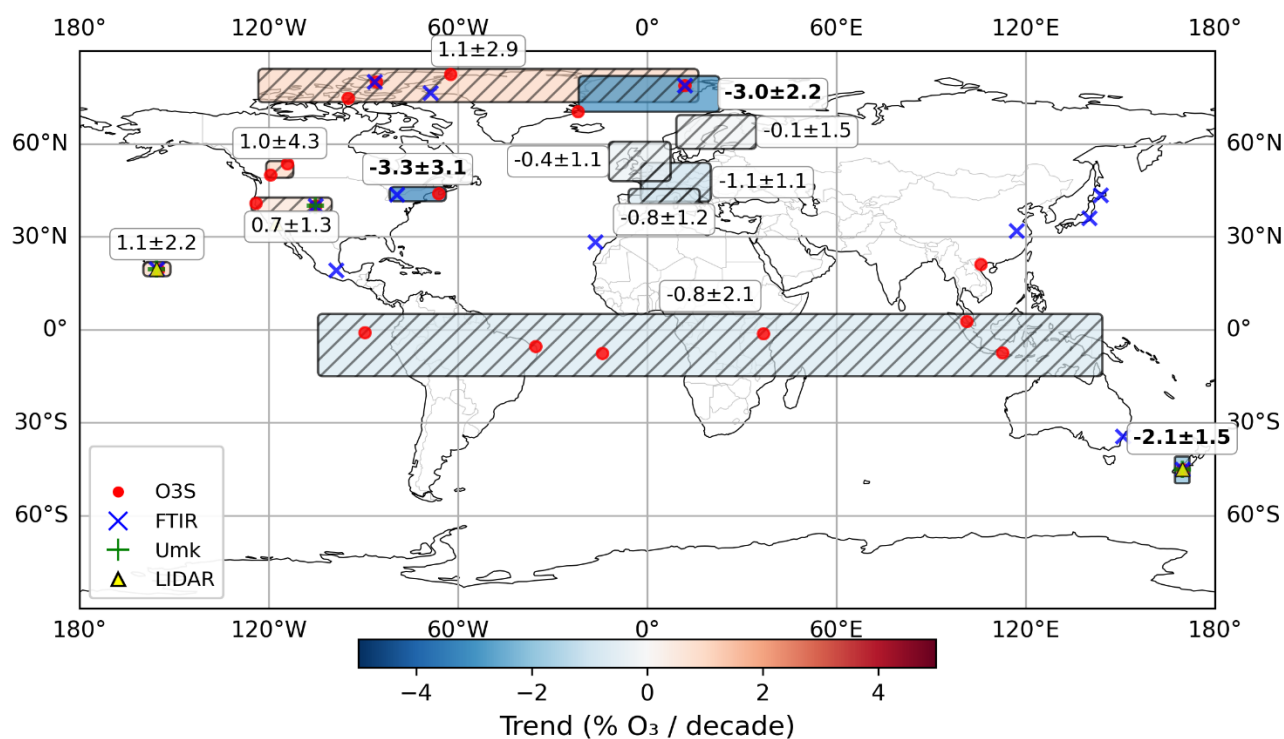 180° 120°W 60°W 0° 60°E 120°E 180°
1.1±2.9
-3.0±2.2
60°N 1.0±4.3 -0.1±1.5 60°N
-0.4±1.1
-3.3±3.1
-1.1±1.1
0.7±1.3 -0.8±1.2
30°N 1.1±2.2 30°N
-0.8±2.1
0° 0°
30°S 30°S
-2.1±1.5
O3S
60°S FTIR 60°S
Umk
LIDAR
180° 120°W 60°W 0° 60°E 120°E 180°
−4 −2 0 2 4
Trend (% O₃ / decade)